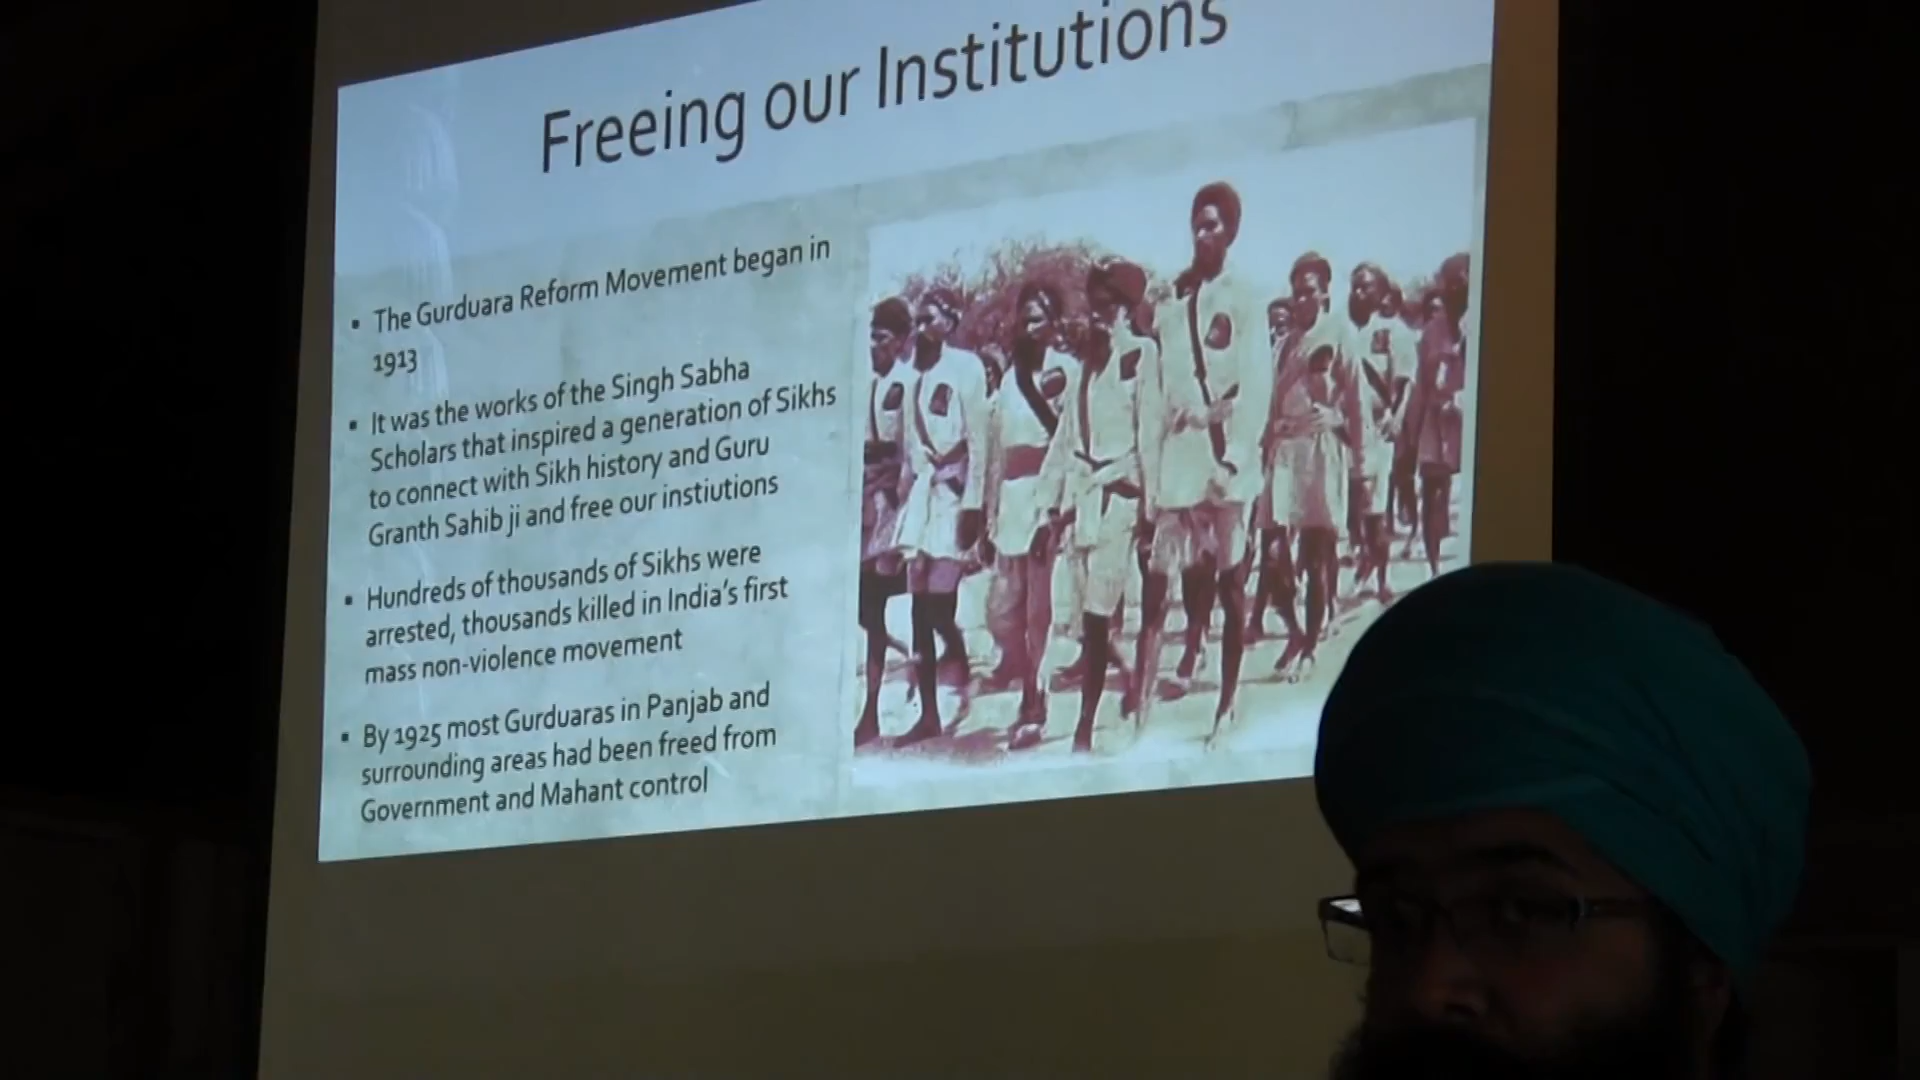 Freeing our Institutions
▪ The Gurduara Reform Movement began in
1913
▪ It was the works of the Singh Sabha
Scholars that inspired a generation of Sikhs
to connect with Sikh history and Guru
Granth Sahib ji and free our instiutions
▪ Hundreds of thousands of Sikhs were
arrested, thousands killed in India's first
mass non-violence movement
▪ By 1925 most Gurduaras in Panjab and
surrounding areas had been freed from
Government and Mahant control